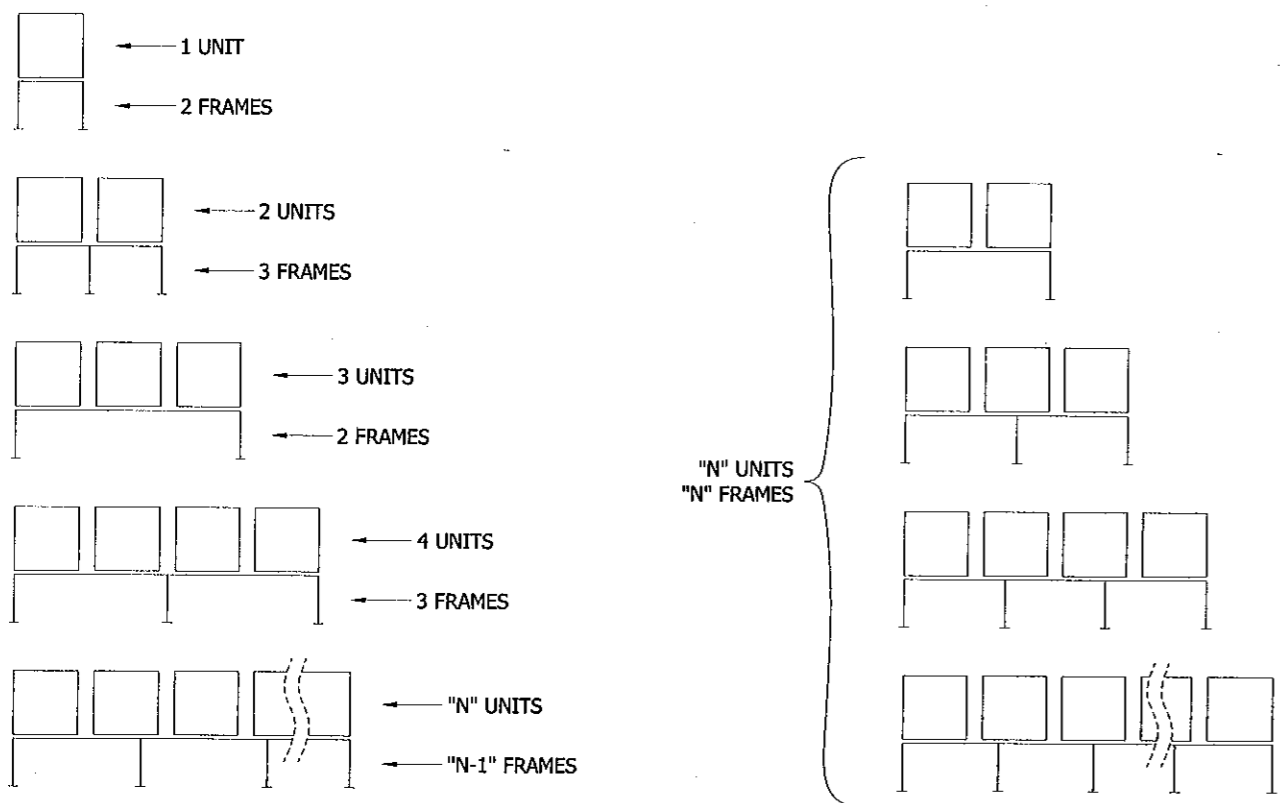 1 UNIT
2 FRAMES
2 UNITS
3 FRAMES
3 UNITS
2 FRAMES
4 UNITS
3 FRAMES
"N" UNITS
"N-1" FRAMES
"N" UNITS
"N" FRAMES